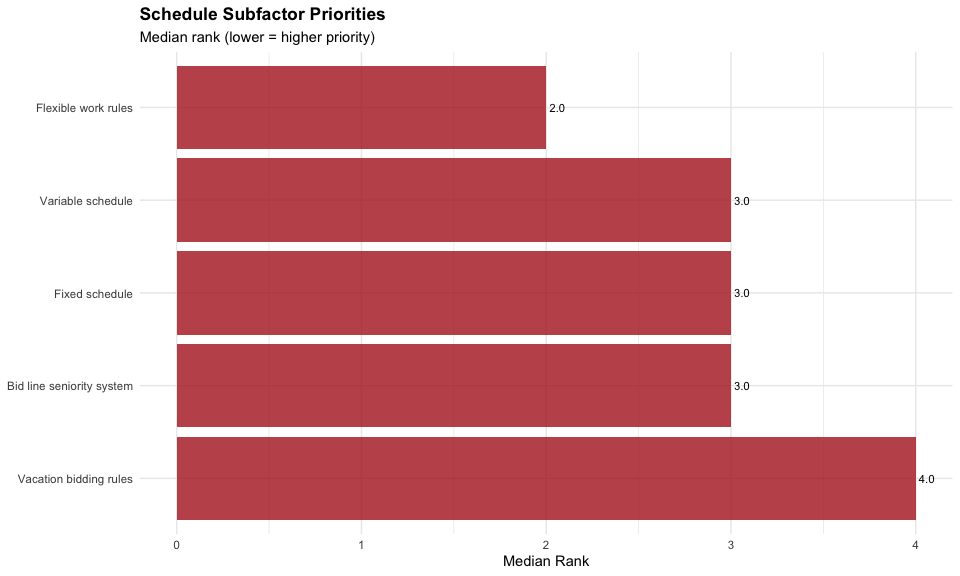 Schedule Subfactor Priorities
Median rank (lower = higher priority)
Flexible work rules
2.0
Variable schedule
3.0
Fixed schedule
3.0
Bid line seniority system
3.0
Vacation bidding rules
4.0
0 1 2 3 4
Median Rank